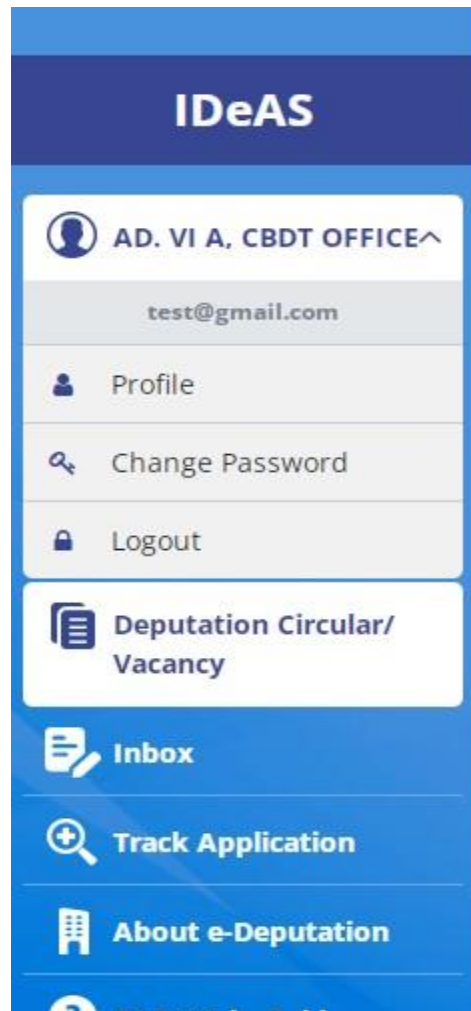 IDeAS
AD. VI A, CBDT OFFICE
test@gmail.com
Profile
Change Password
Logout
Deputation Circular/
Vacancy
Inbox
Track Application
About e-Deputation